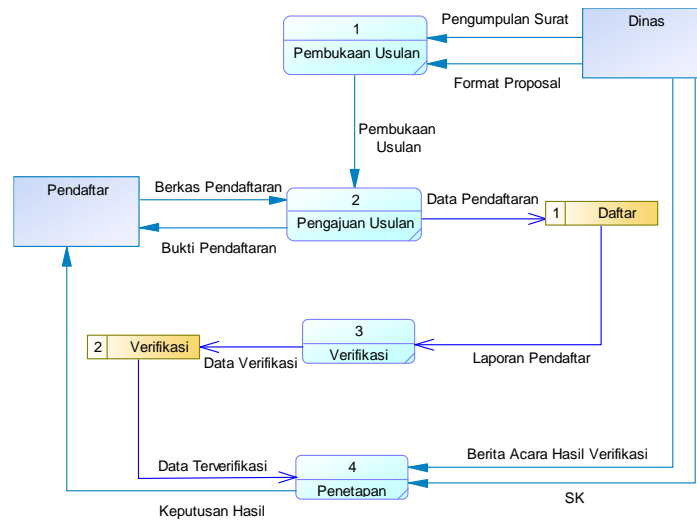 1
Pembukaan Usulan
Pengumpulan Surat
Dinas
Format Proposal
Pembukaan
Usulan
Pendaftar
Berkas Pendaftaran
2
Pengajuan Usulan
Data Pendaftaran
1
Daftar
Bukti Pendaftaran
2
Verifikasi
Data Verifikasi
3
Verifikasi
Laporan Pendaftar
Data Terverifikasi
4
Penetapan
Berita Acara Hasil Verifikasi
SK
Keputusan Hasil